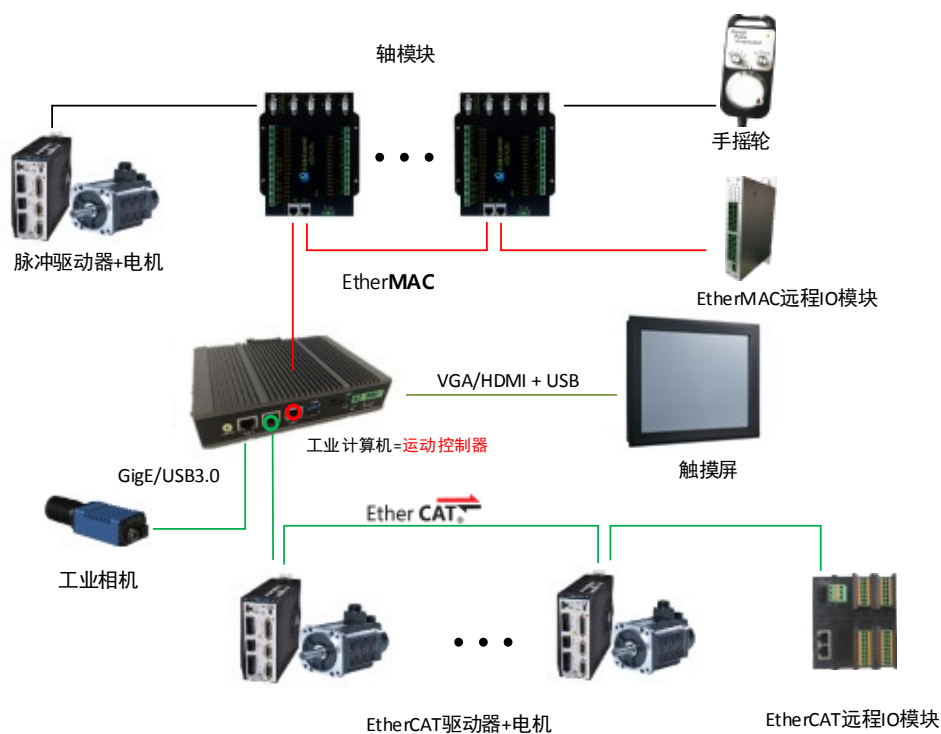 轴模块
手摇轮
脉冲驱动器+电机
EtherMAC
EtherMAC远程IO模块
VGA/HDMI + USB
工业计算机=运动控制器
触摸屏
GigE/USB3.0
EtherCAT
工业相机
EtherCAT驱动器+电机
EtherCAT远程IO模块